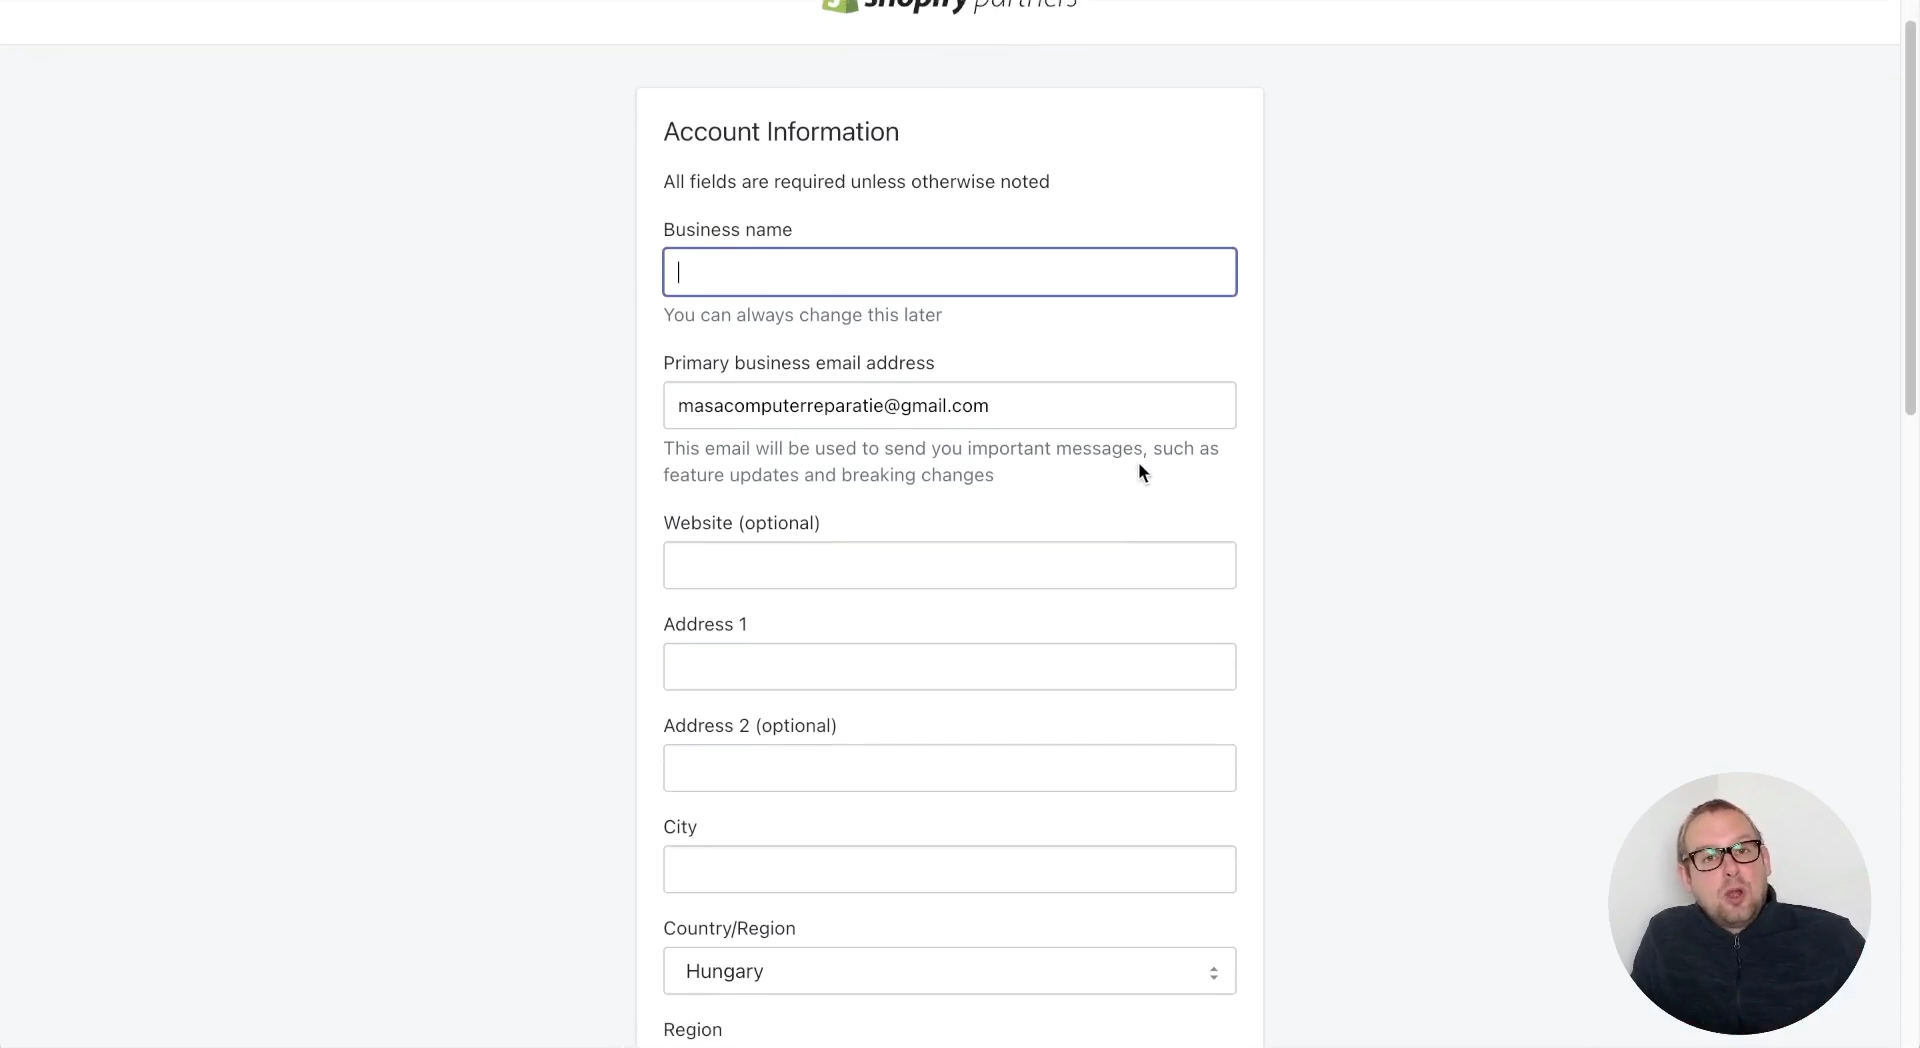 shopify partners
Account Information
All fields are required unless otherwise noted
Business name
You can always change this later
Primary business email address
masacomputerreparatie@gmail.com
This email will be used to send you important messages, such as
feature updates and breaking changes
Website (optional)
Address 1
Address 2 (optional)
City
Country/Region
Hungary
Region